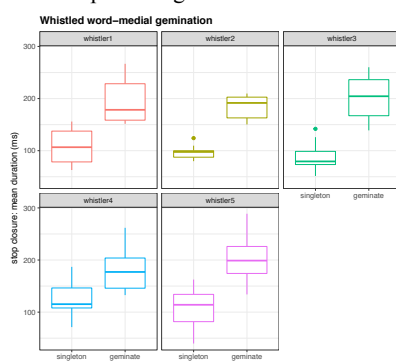 Whistled word-medial gemination
whistler1 whistler2 whistler3
300
200
100
singleton geminate
whistler4 whistler5
300
200
100
singleton geminate singleton geminate
stop closure: mean duration (ms)